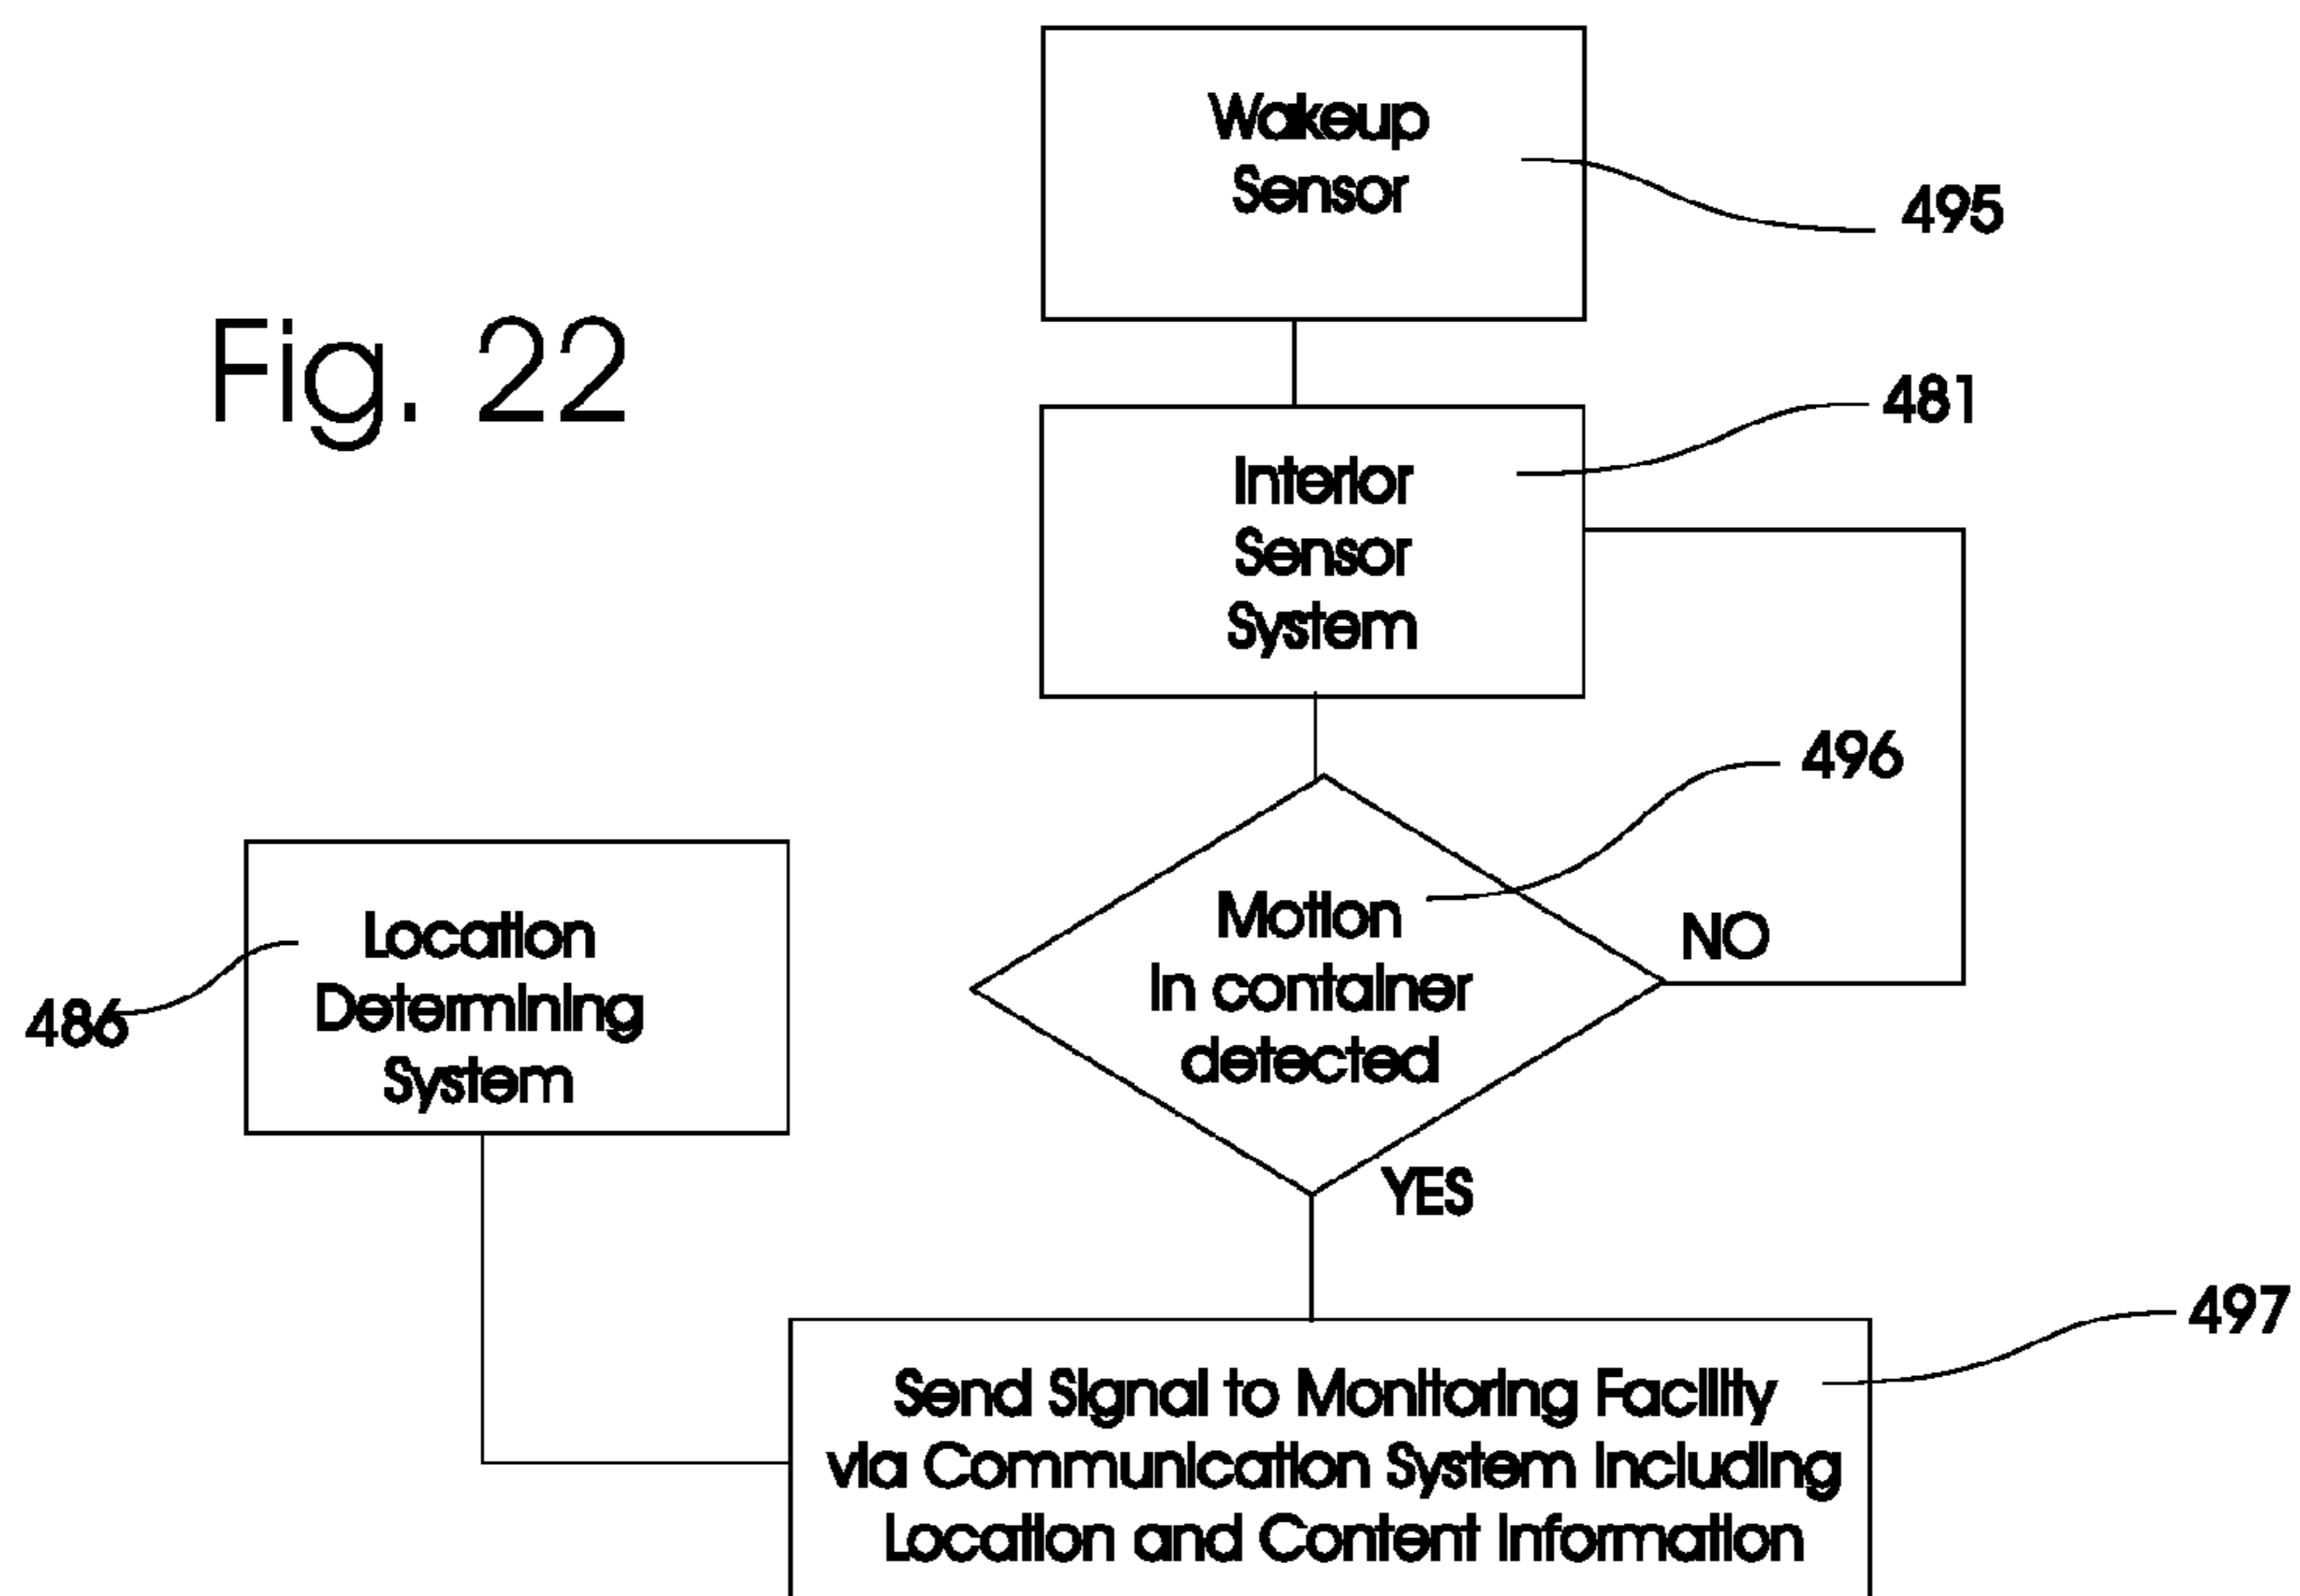 Wakeup
Sensor
495
Fig. 22
481
Interior
Sensor
System
496
Motion
in container
detected
NO
Location
Determining
System
486
YES
497
Send Signal to Monitoring Facility
via Communication System Including
Location and Content Information